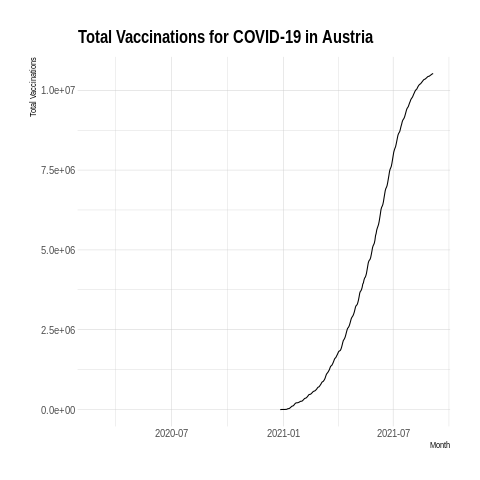 Total Vaccinations for COVID-19 in Austria
Total Vaccinations
1.0e+07
7.5e+06
5.0e+06
2.5e+06
0.0e+00
2020-07 2021-01 2021-07
Month